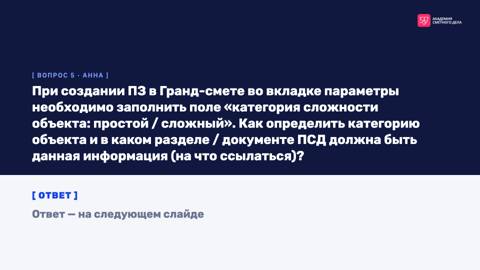 АКАДЕМИЯ
СМЕТНОГО ДЕЛА
[ ВОПРОС 5 · АННА ]
При создании ПЗ в Гранд-смете во вкладке параметры
необходимо заполнить поле «категория сложности
объекта: простой / сложный». Как определить категорию
объекта и в каком разделе / документе ПСД должна быть
данная информация (на что ссылаться)?
[ ОТВЕТ ]
Ответ — на следующем слайде